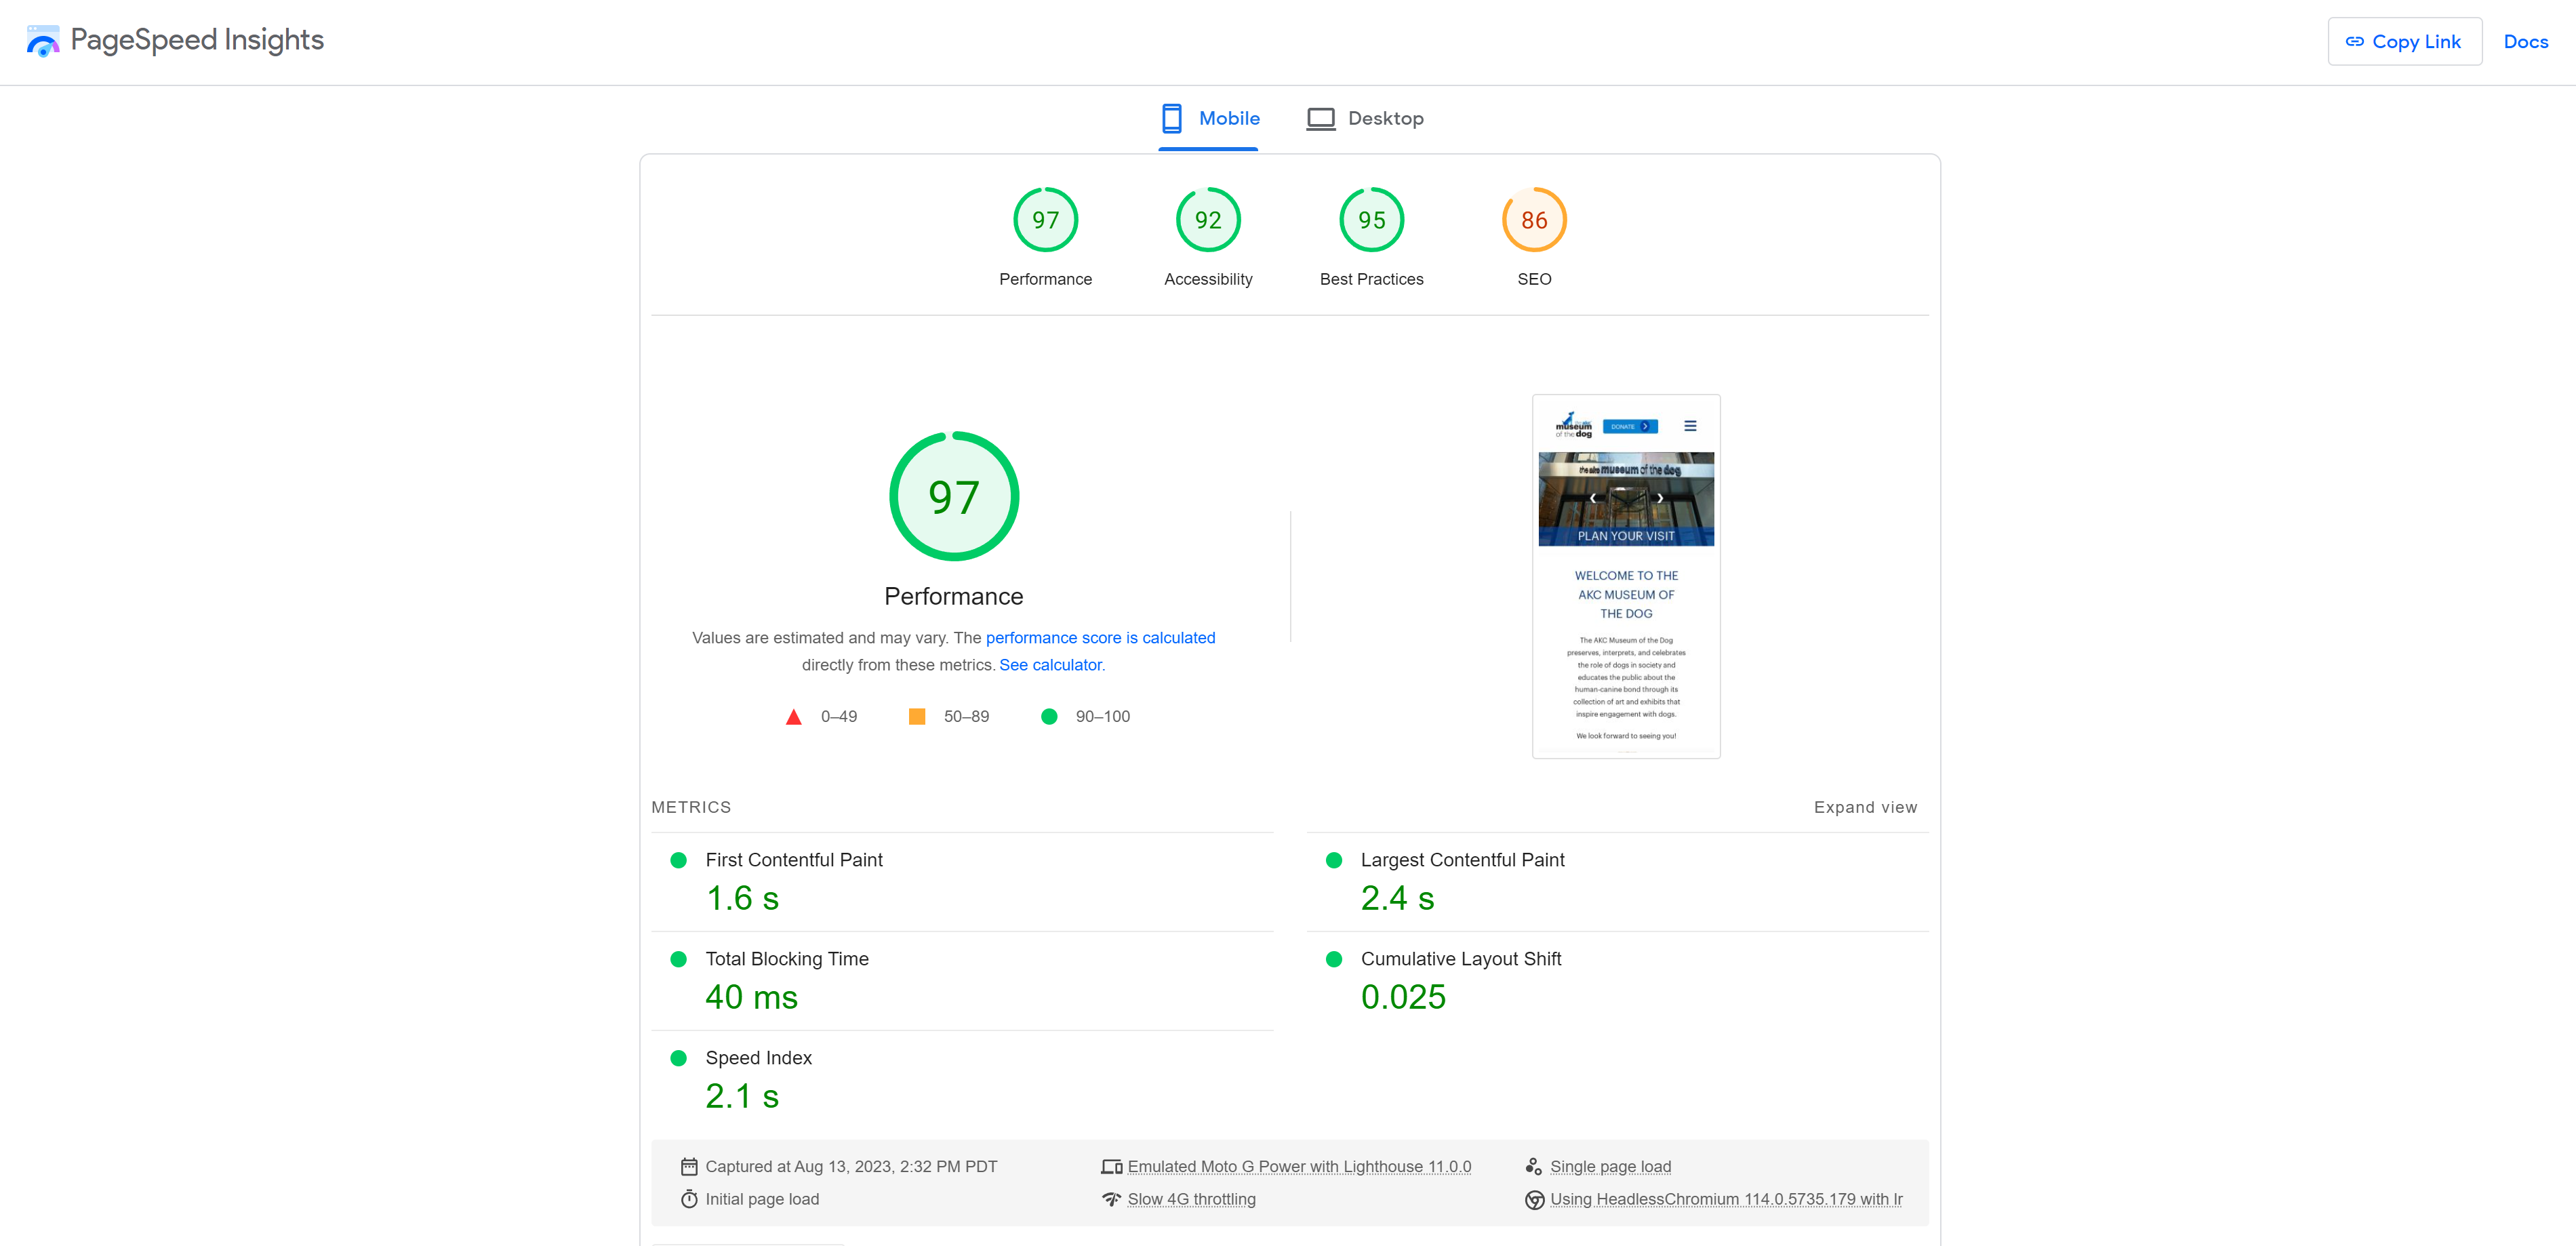 PageSpeed Insights
Copy Link
Docs
Mobile
Desktop
97
92
95
86
Performance
Accessibility
Best Practices
SEO
97
Performance
Values are estimated and may vary. The performance score is calculated
directly from these metrics. See calculator.
0–49
50–89
90–100
museum
of the dog
DONATE
the akc museum of the dog
PLAN YOUR VISIT
WELCOME TO THE
AKC MUSEUM OF
THE DOG
The AKC Museum of the Dog
preserves, interprets, and celebrates
the role of dogs in society and
educates the public about the
human-canine bond through its
collection of art and exhibits that
inspire engagement with dogs.
We look forward to seeing you!
METRICS
Expand view
First Contentful Paint
1.6 s
Largest Contentful Paint
2.4 s
Total Blocking Time
40 ms
Cumulative Layout Shift
0.025
Speed Index
2.1 s
Captured at Aug 13, 2023, 2:32 PM PDT
Emulated Moto G Power with Lighthouse 11.0.0
Single page load
Initial page load
Slow 4G throttling
Using HeadlessChromium 114.0.5735.179 with lr